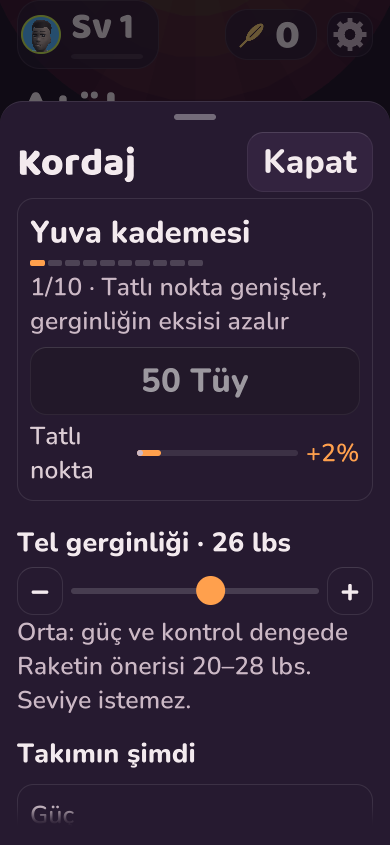 Sv 1
0
Kordaj
Kapat
Yuva kademesi
1/10 · Tatlı nokta genişler,
gerginliğin eksisi azalır
50 Tüy
Tatlı
nokta
+2%
Tel gerginliği · 26 lbs
−
+
Orta: güç ve kontrol dengede
Raketin önerisi 20–28 lbs.
Seviye istemez.
Takımın şimdi
Güç